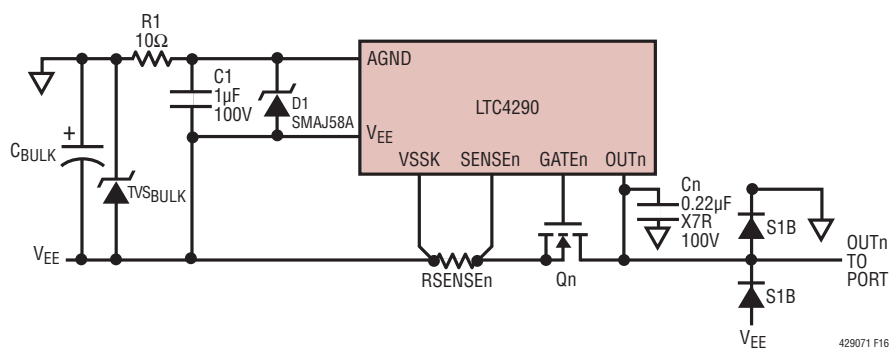 R1
10Ω
C1
1µF
100V
D1
SMAJ58A
+
CBULK
TVSBULK
VEE
AGND
LTC4290
VEE
VSSK SENSEn GATEn OUTn
RSENSEn
Qn
Cn
0.22µF
X7R
100V
S1B
OUTn
TO
PORT
S1B
VEE
429071 F16